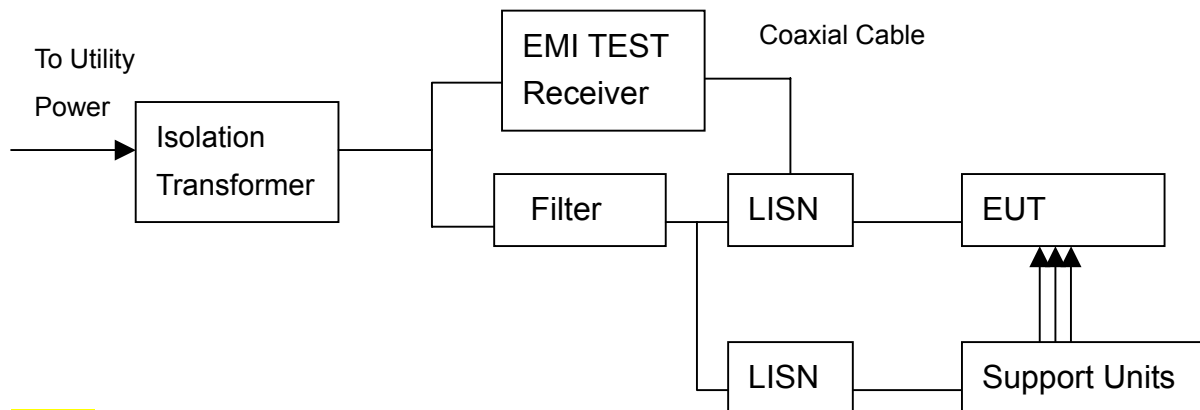 To Utility
Power
Isolation
Transformer
EMI TEST
Receiver
Coaxial Cable
Filter
LISN
EUT
LISN
Support Units